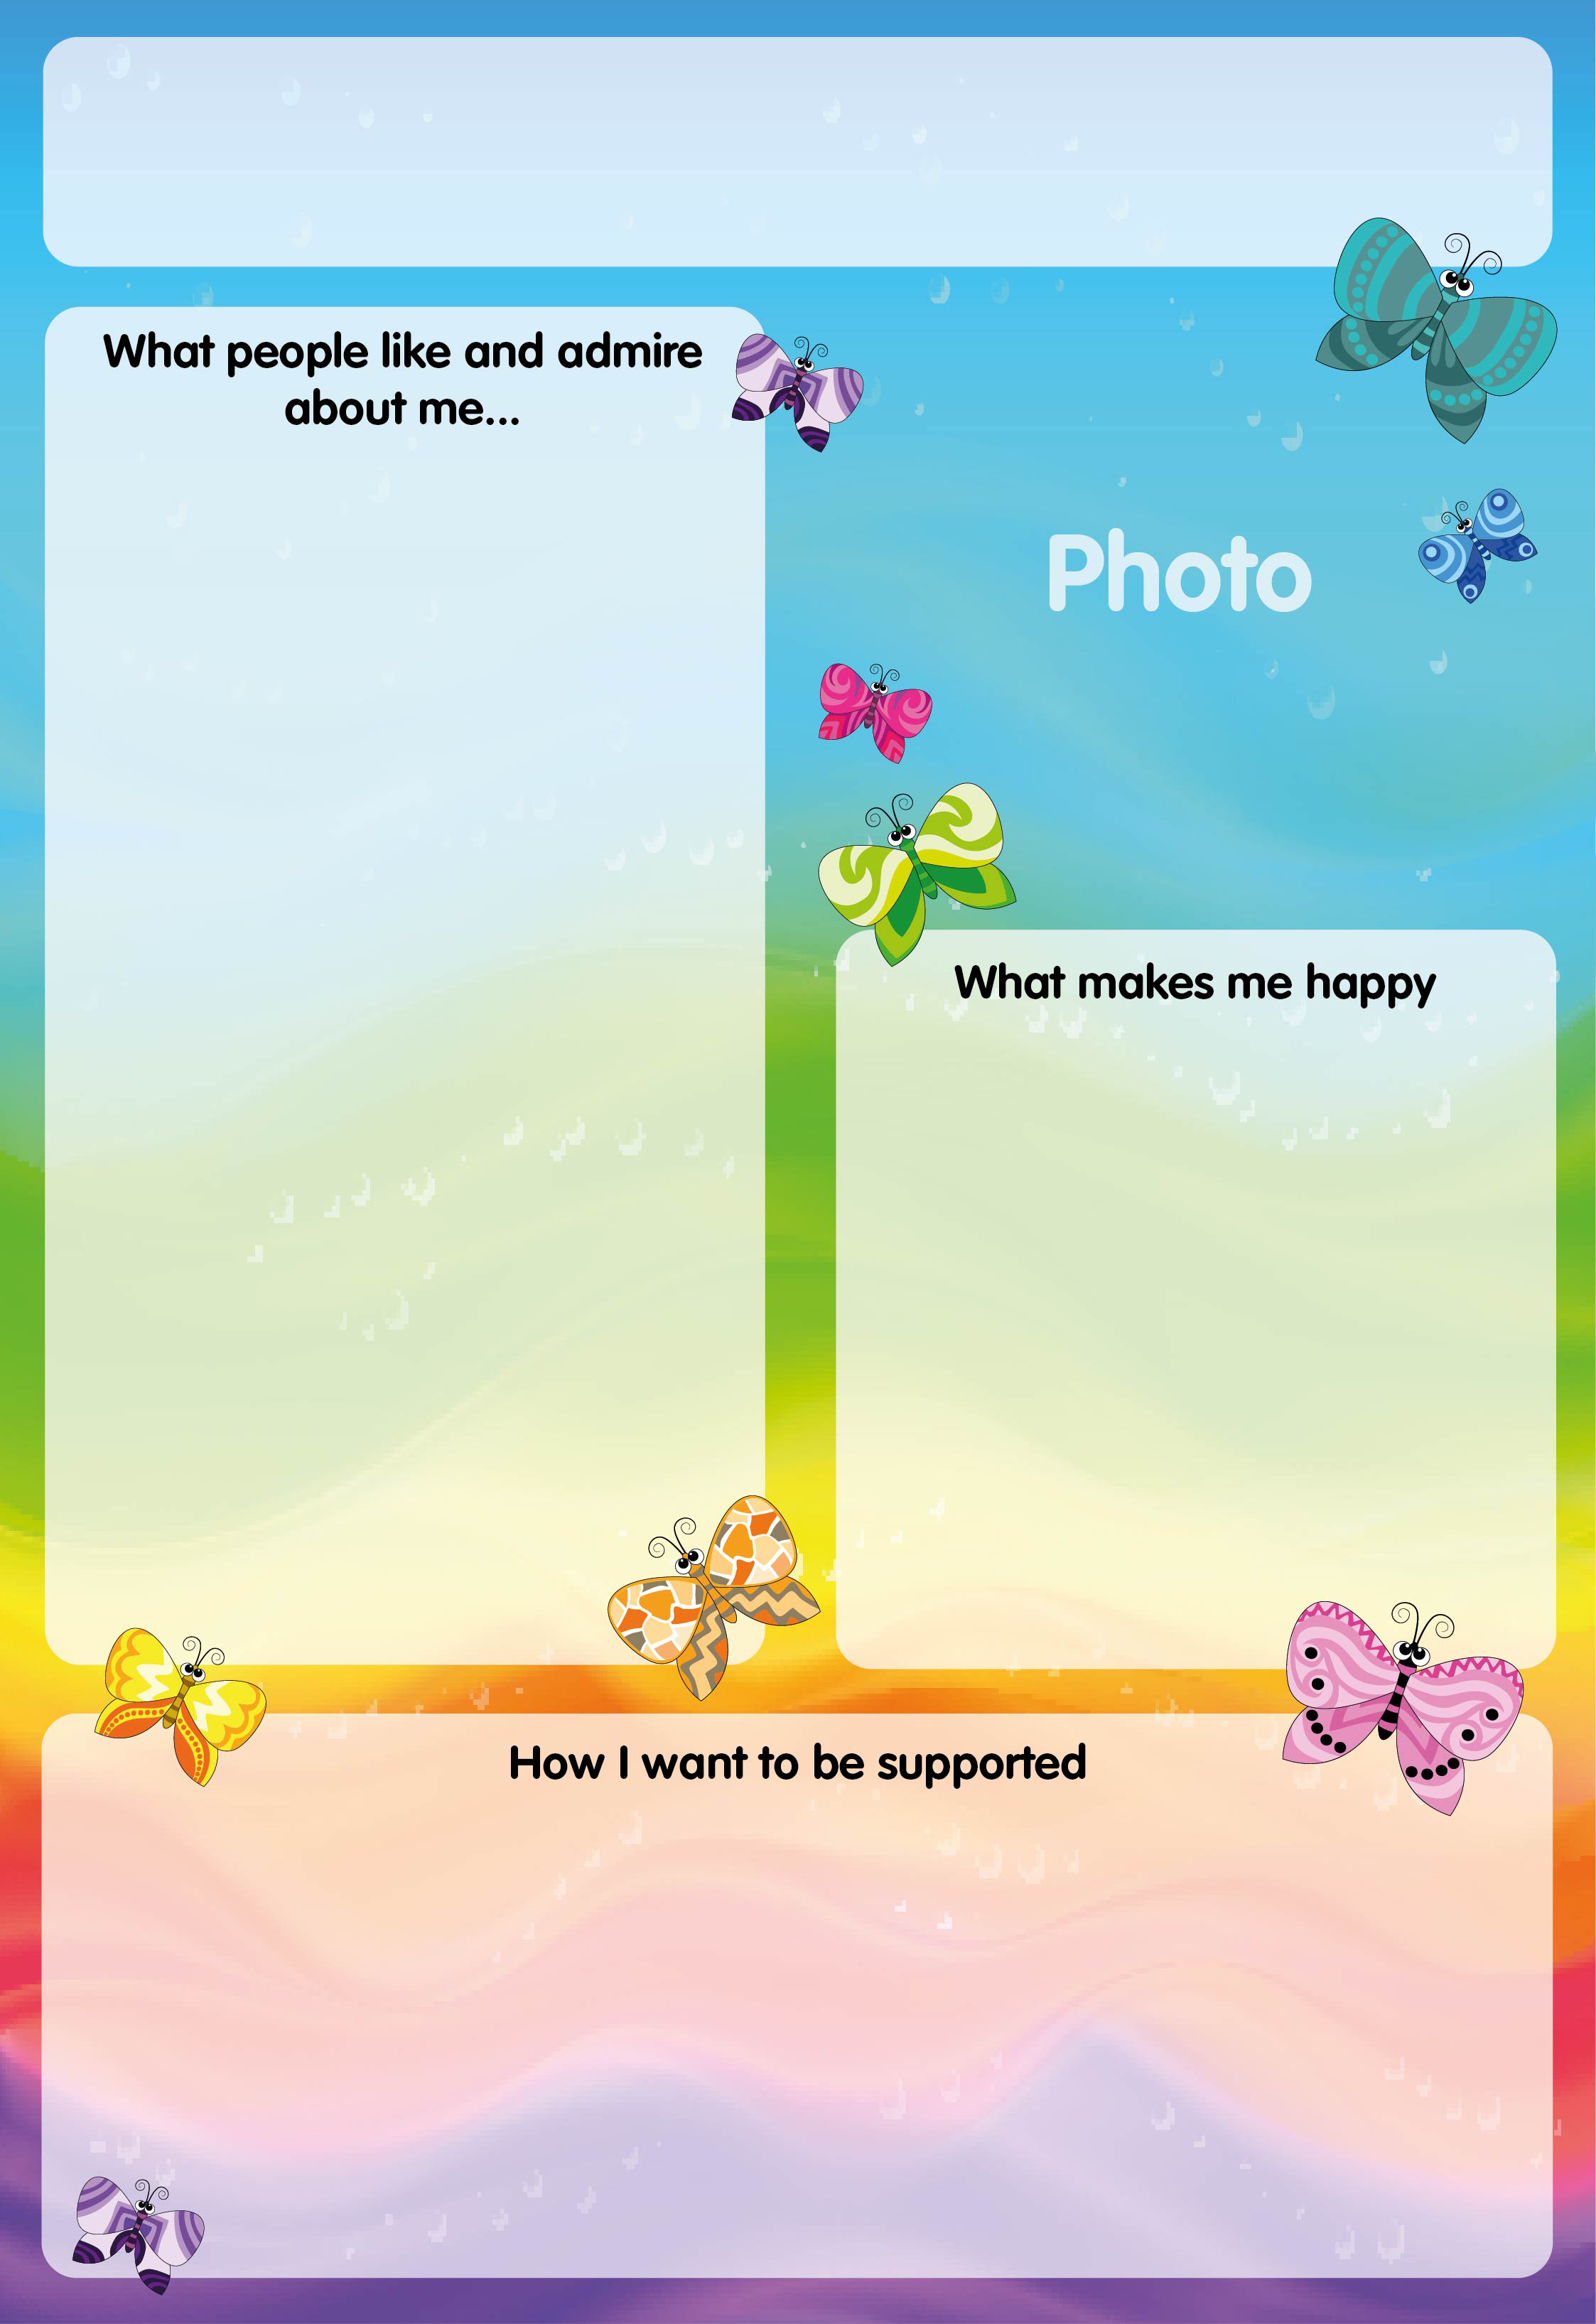 What people like and admire
about me...
Photo
What makes me happy
How I want to be supported